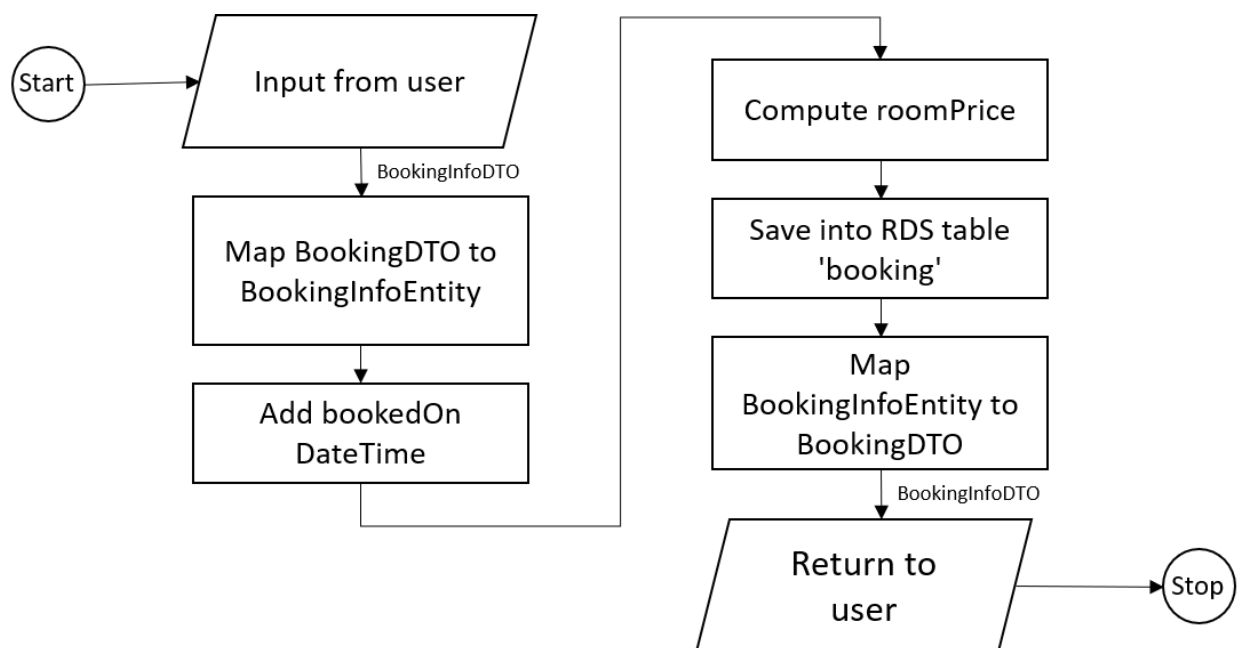 Start
Input from user
BookingInfoDTO
Map BookingDTO to
BookingInfoEntity
Add bookedOn
DateTime
Compute roomPrice
Save into RDS table
'booking'
Map
BookingInfoEntity to
BookingDTO
BookingInfoDTO
Return to
user
Stop